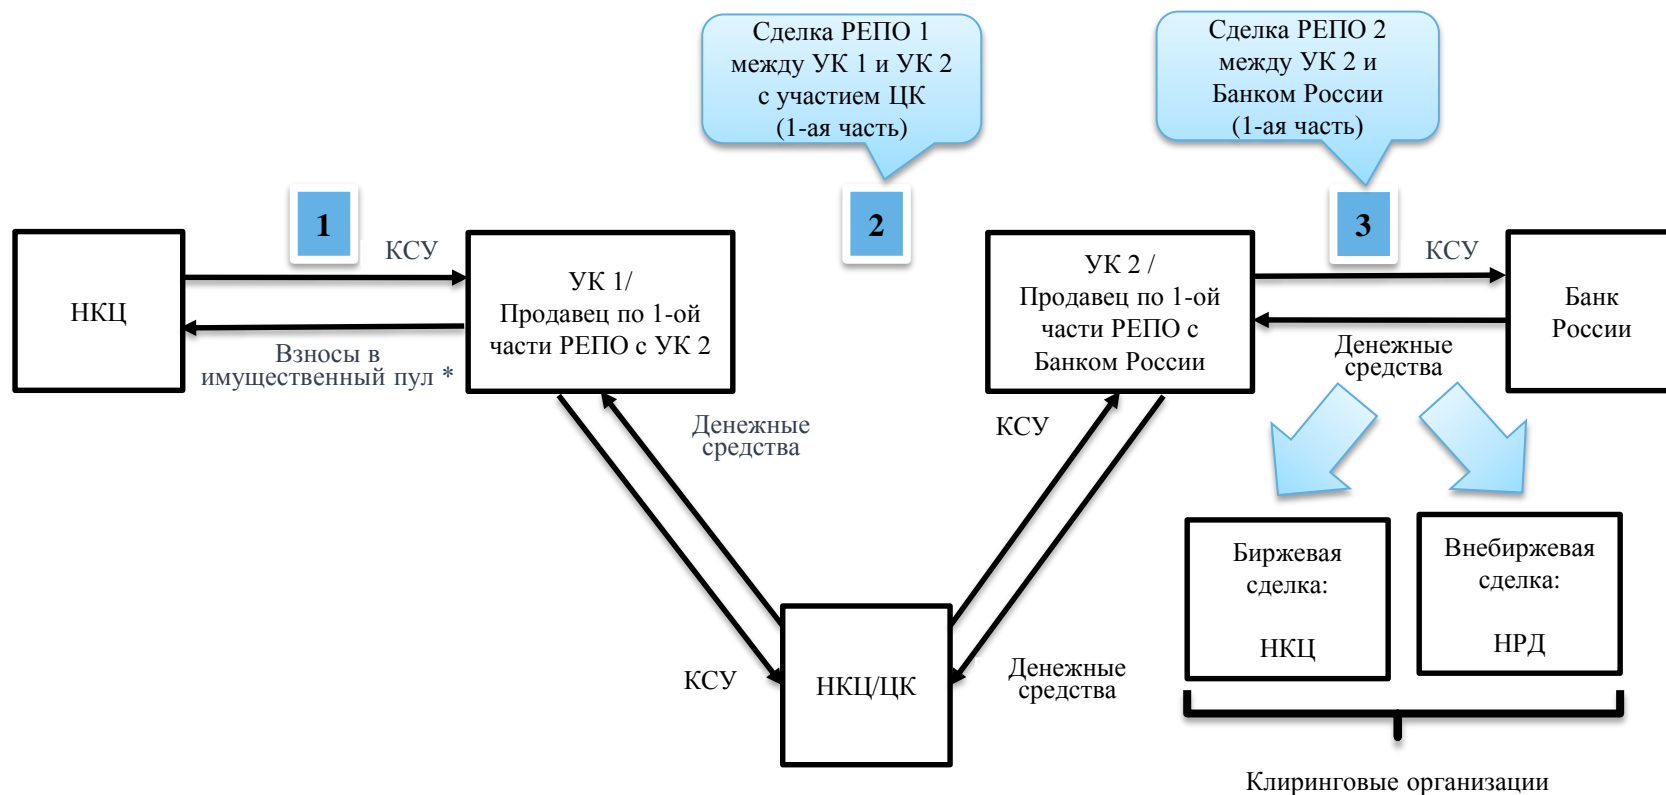 Сделка РЕПО 1
между УК 1 и УК 2
с участием ЦК
(1-ая часть)
Сделка РЕПО 2
между УК 2 и
Банком России
(1-ая часть)
1
2
3
НКЦ
КСУ
Взносы в
имущественный пул *
УК 1/
Продавец по 1-ой
части РЕПО с УК 2
УК 2 /
Продавец по 1-ой
части РЕПО с
Банком России
КСУ
Денежные
средства
Банк
России
Денежные
средства
КСУ
КСУ
НКЦ/ЦК
Денежные
средства
Биржевая
сделка:
НКЦ
Внебиржевая
сделка:
НРД
Клиринговые организации